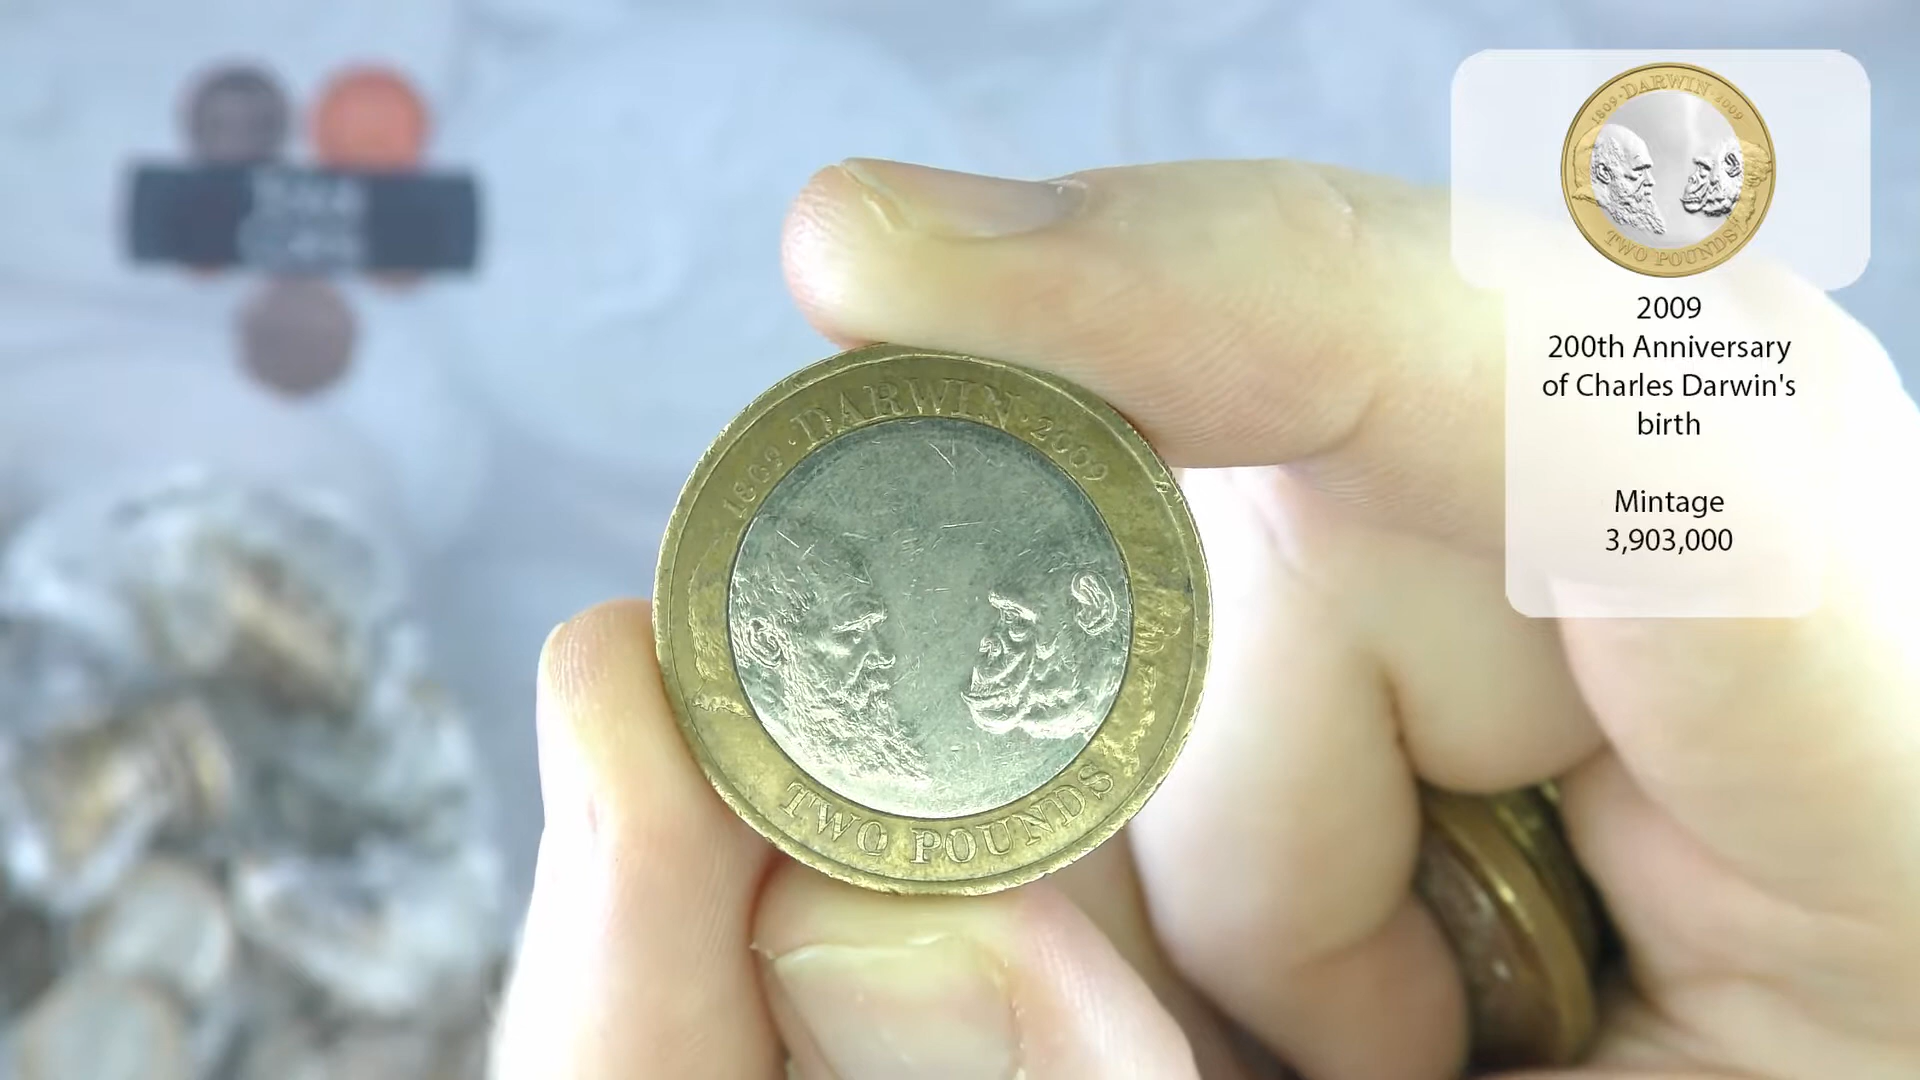 1809·DARWIN·2009
TWO POUNDS
1809·DARWIN·2009
TWO POUNDS
2009
200th Anniversary
of Charles Darwin's
birth
Mintage
3,903,000